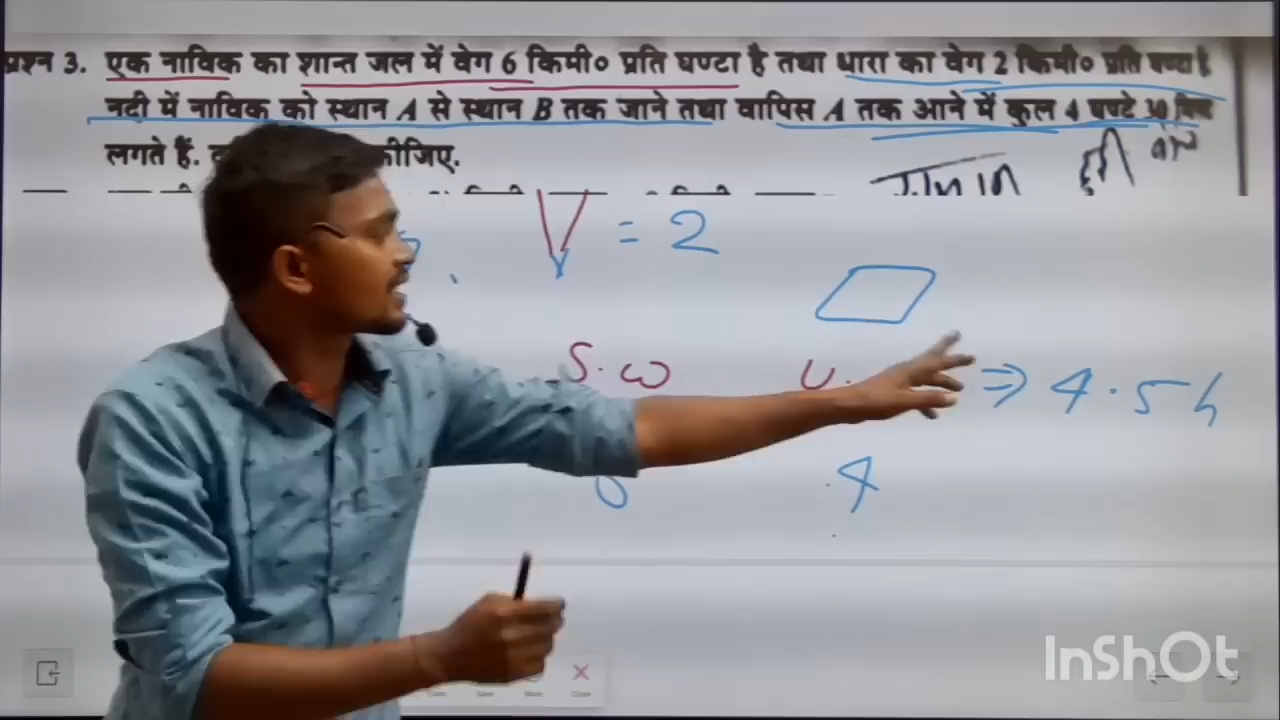 प्रश्न 3. एक नाविक का शान्त जल में वेग 6 किमी० प्रति घण्टा है तथा धारा का वेग 2 किमी० प्रति घण्टा है.
नदी में नाविक को स्थान A से स्थान B तक जाने तथा वापिस A तक आने में कुल 4 घण्टे
लगते हैं. कीजिए.
V = 2
S. w U. ⇒ 4.5 h
4
InShOt